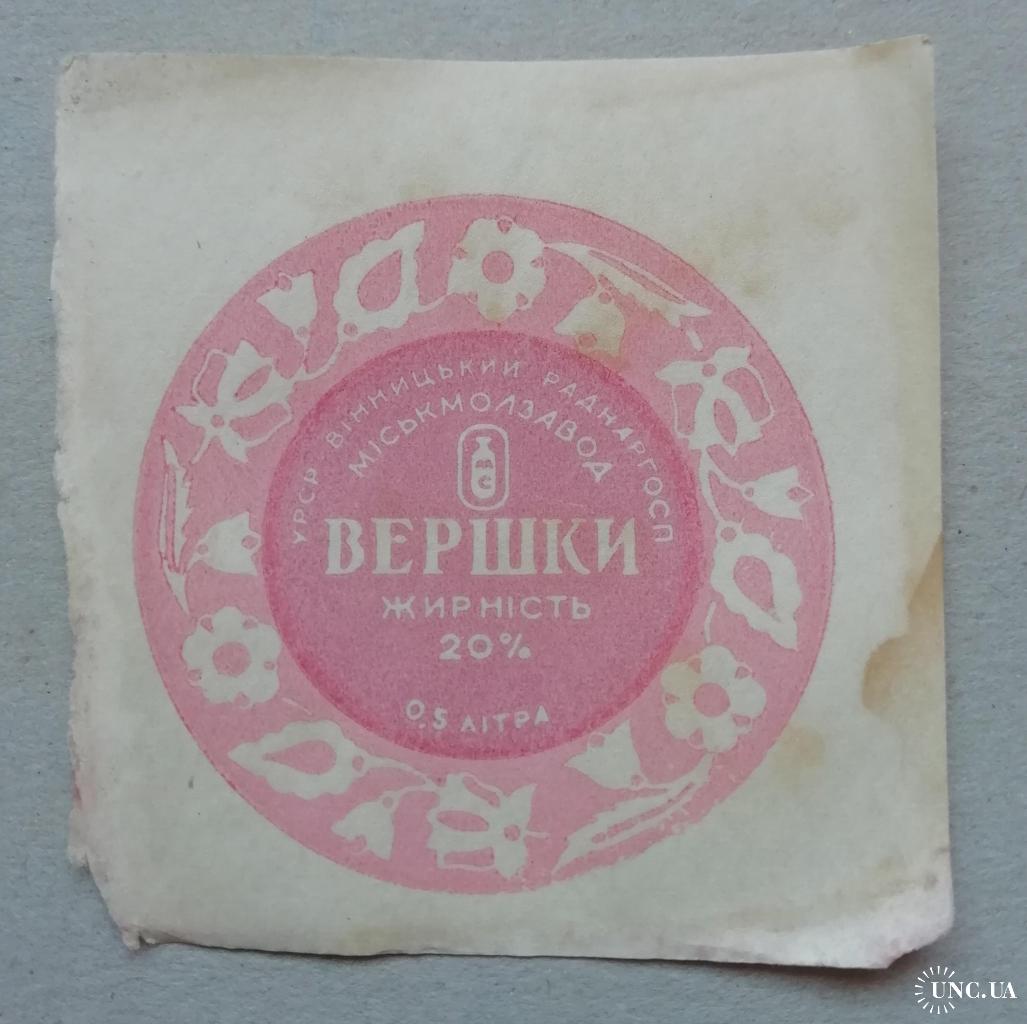 УРСР ВІННИЦЬКИЙ РАДНАРГОСП
МІСЬКМОЛЗАВОД
ВЕРШКИ
ЖИРНІСТЬ
20%
0,5 ЛІТРА
UNC.UA